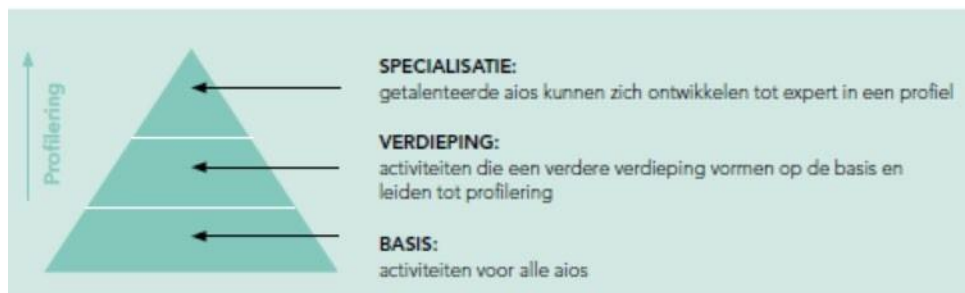 Profilering
SPECIALISATIE:
getalenteerde aios kunnen zich ontwikkelen tot expert in een profiel
VERDIEPING:
activiteiten die een verdere verdieping vormen op de basis en
leiden tot profilering
BASIS:
activiteiten voor alle aios